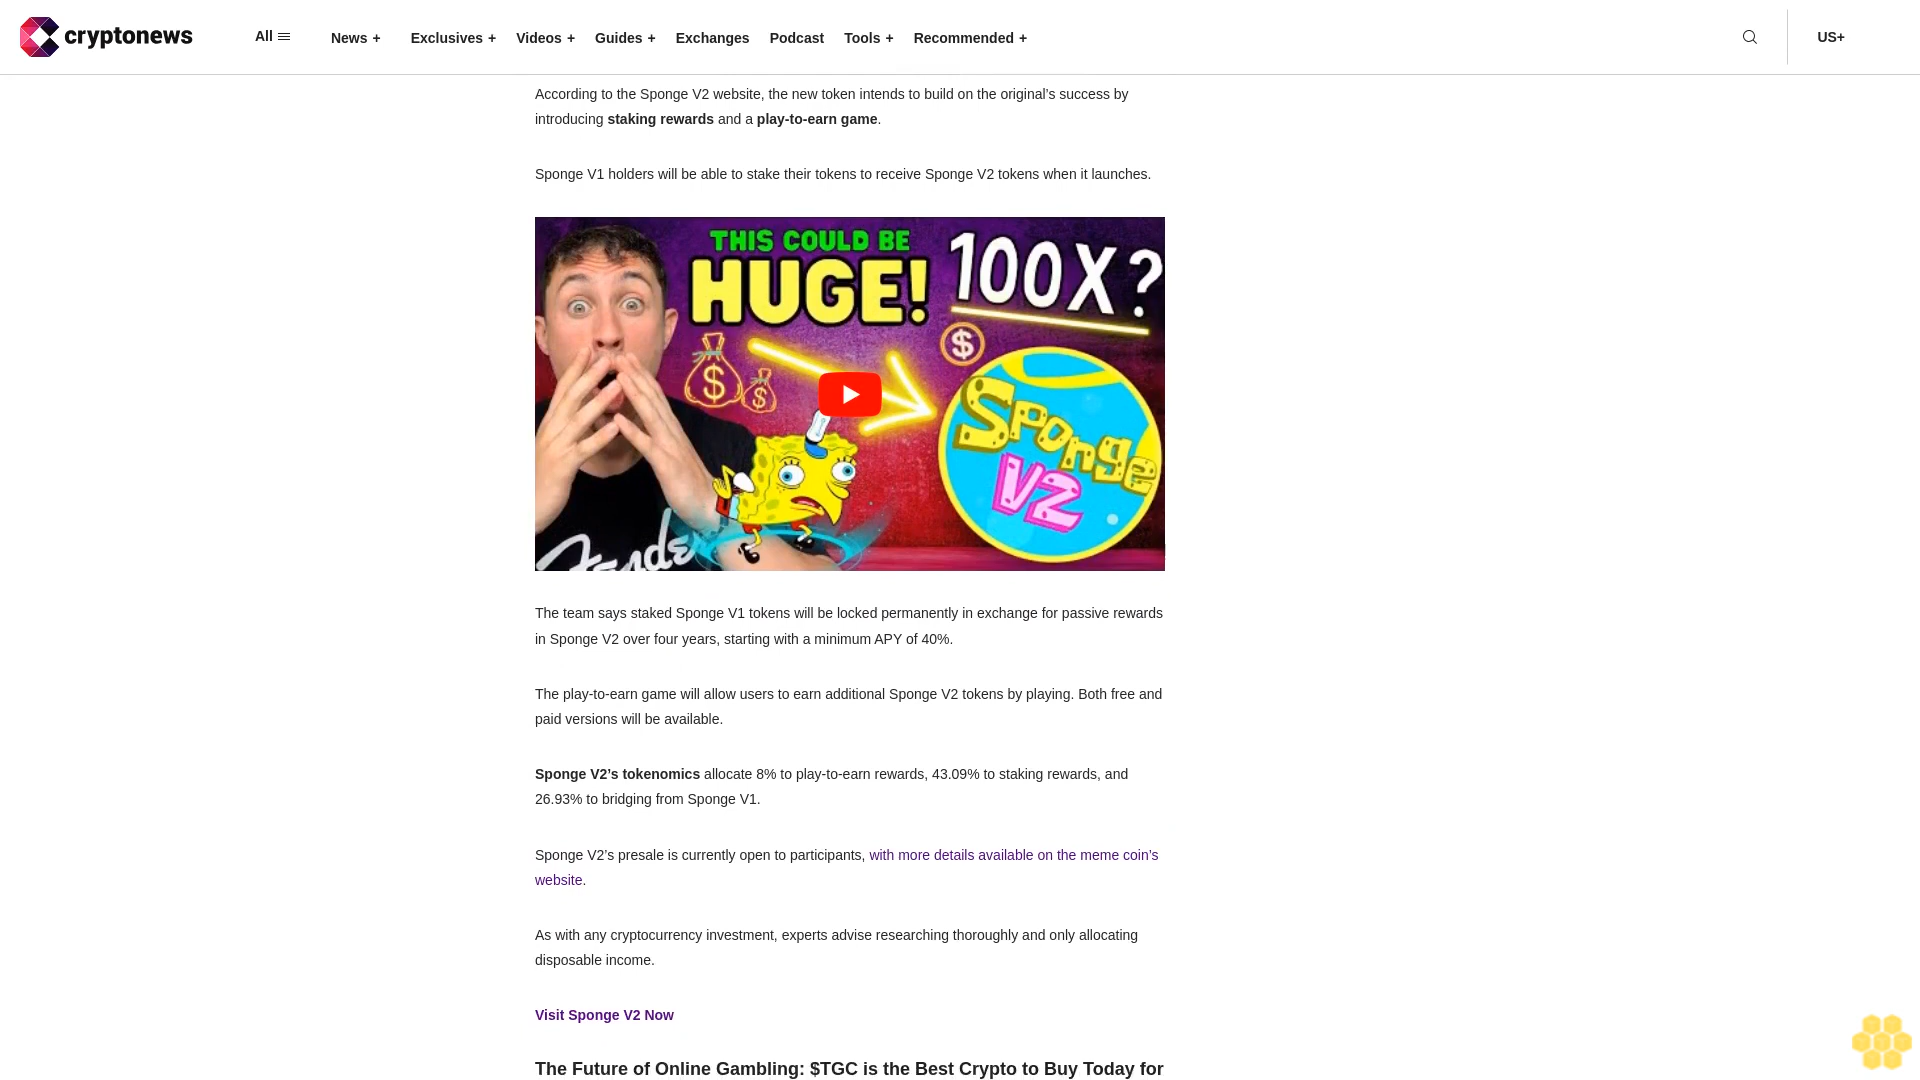 cryptonews All News + Exclusives + Videos + Guides + Exchanges Podcast Tools + Recommended + US+
According to the Sponge V2 website, the new token intends to build on the original’s success by
introducing staking rewards and a play-to-earn game.
Sponge V1 holders will be able to stake their tokens to receive Sponge V2 tokens when it launches.
THIS COULD BE
HUGE!
100X?
$
$
$
Sponge
V2
Fender
The team says staked Sponge V1 tokens will be locked permanently in exchange for passive rewards
in Sponge V2 over four years, starting with a minimum APY of 40%.
The play-to-earn game will allow users to earn additional Sponge V2 tokens by playing. Both free and
paid versions will be available.
Sponge V2’s tokenomics allocate 8% to play-to-earn rewards, 43.09% to staking rewards, and
26.93% to bridging from Sponge V1.
Sponge V2’s presale is currently open to participants, with more details available on the meme coin’s
website.
As with any cryptocurrency investment, experts advise researching thoroughly and only allocating
disposable income.
Visit Sponge V2 Now
The Future of Online Gambling: $TGC is the Best Crypto to Buy Today for